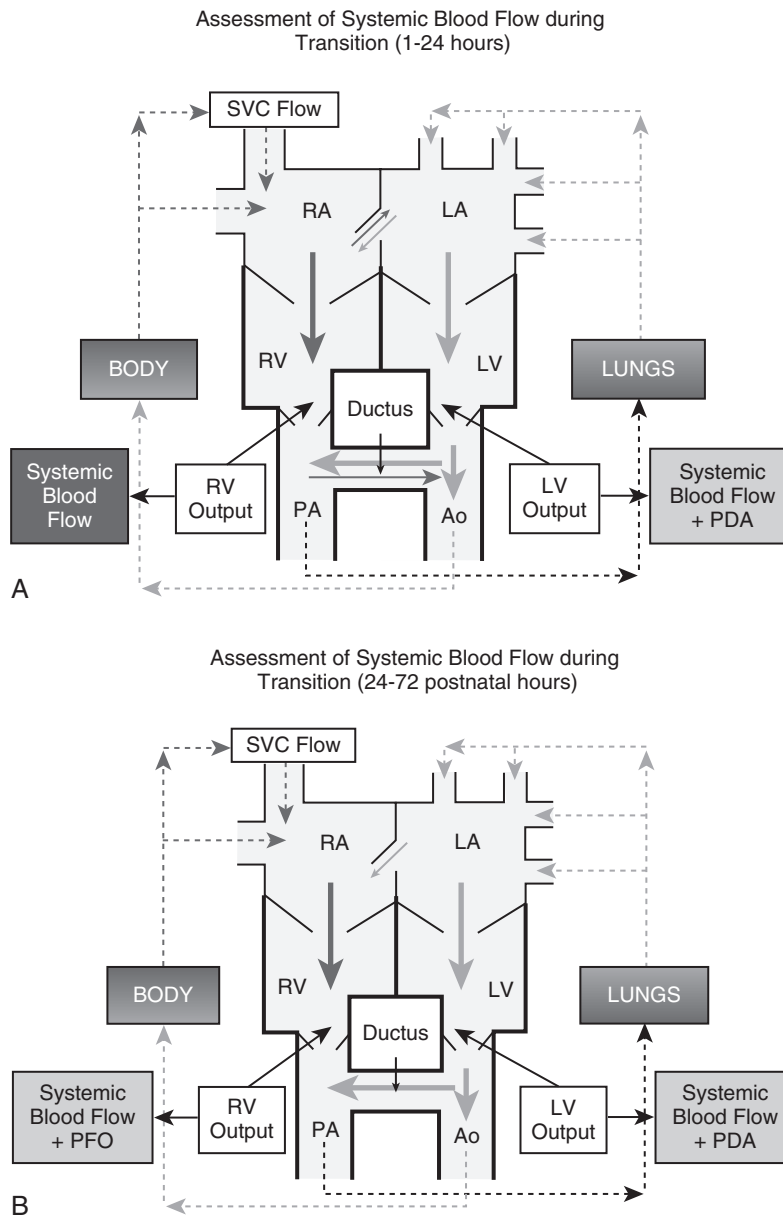 Assessment of Systemic Blood Flow during
Transition (1-24 hours)
SVC Flow
RA
LA
RV
LV
BODY
LUNGS
Ductus
Systemic
Blood
Flow
RV
Output
PA
Ao
LV
Output
Systemic
Blood Flow
+ PDA
A
Assessment of Systemic Blood Flow during
Transition (24-72 postnatal hours)
SVC Flow
RA
LA
RV
LV
BODY
LUNGS
Ductus
Systemic
Blood Flow
+ PFO
RV
Output
PA
Ao
LV
Output
Systemic
Blood Flow
+ PDA
B